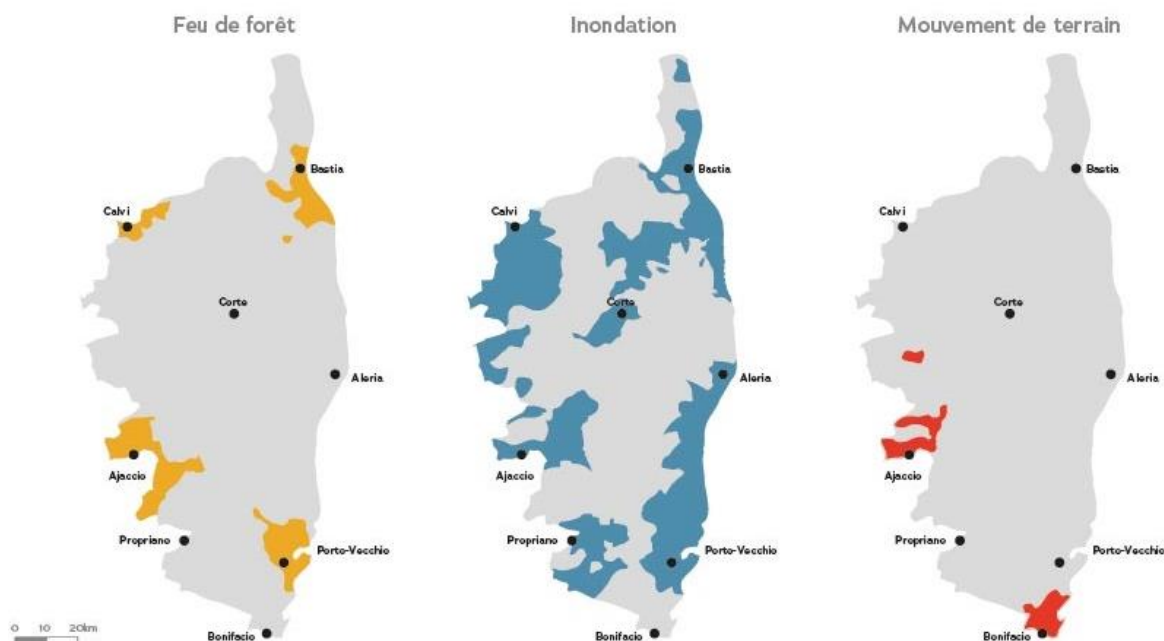 Feu de forêt
Bastia
Calvi
Corte
Aleria
Ajaccio
Propriano
Porto-Vecchio
Bonifacio
0 10 20km
Inondation
Bastia
Calvi
Corte
Aleria
Ajaccio
Propriano
Porto-Vecchio
Bonifacio
Mouvement de terrain
Bastia
Calvi
Corte
Aleria
Ajaccio
Propriano
Porto-Vecchio
Bonifacio